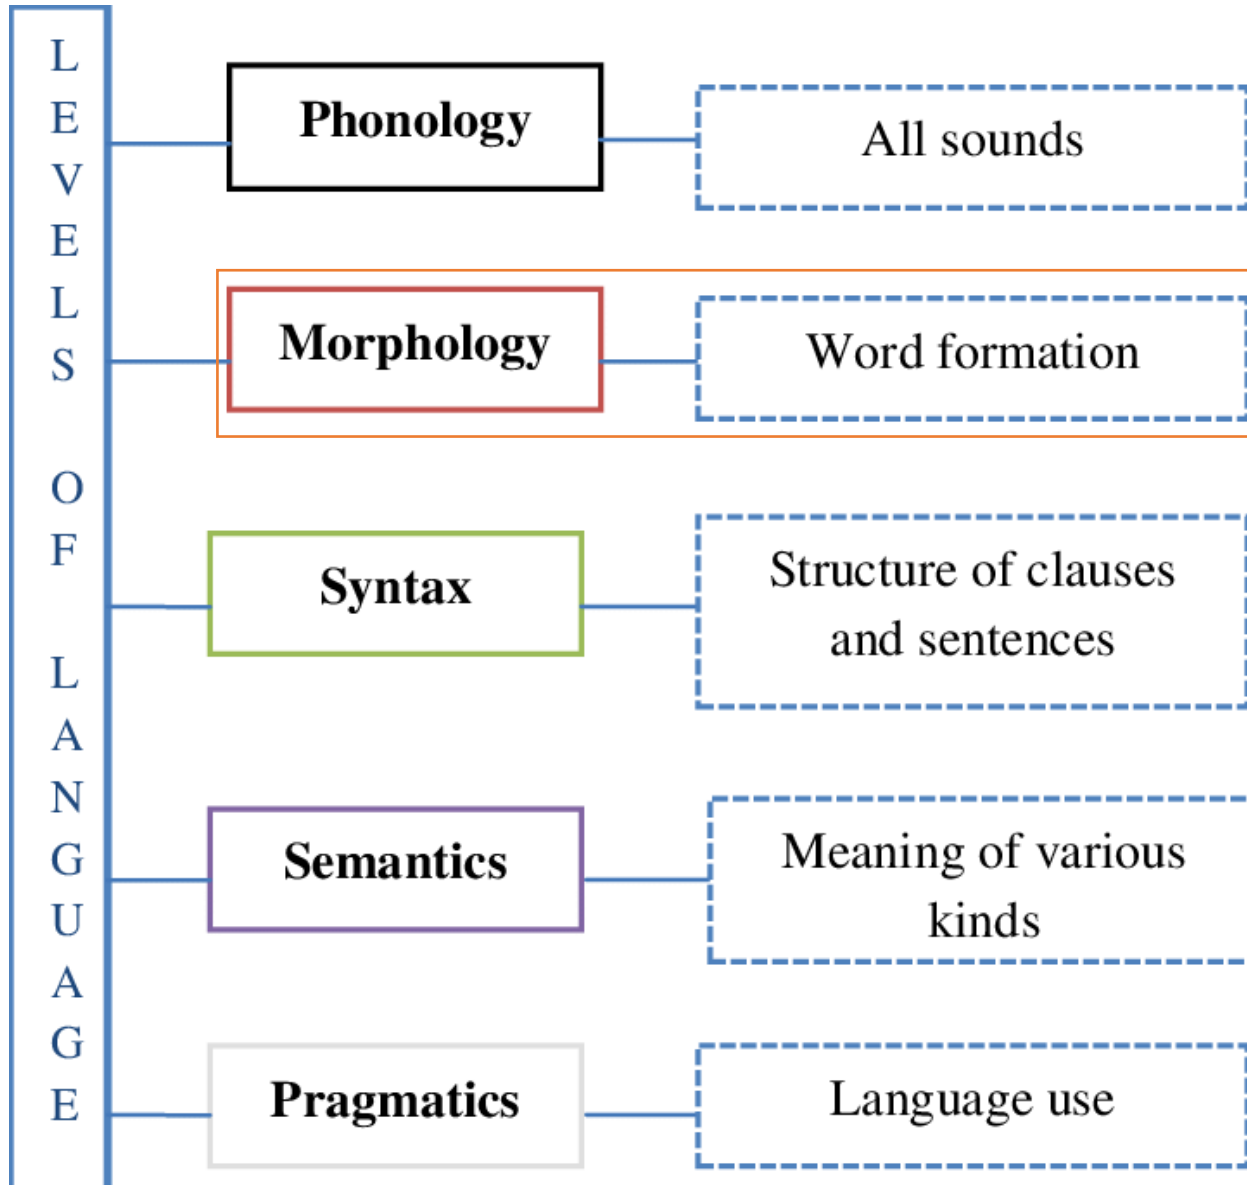 LEVELS OF LANGUAGE
Phonology
All sounds
Morphology
Word formation
Syntax
Structure of clauses
and sentences
Semantics
Meaning of various
kinds
Pragmatics
Language use